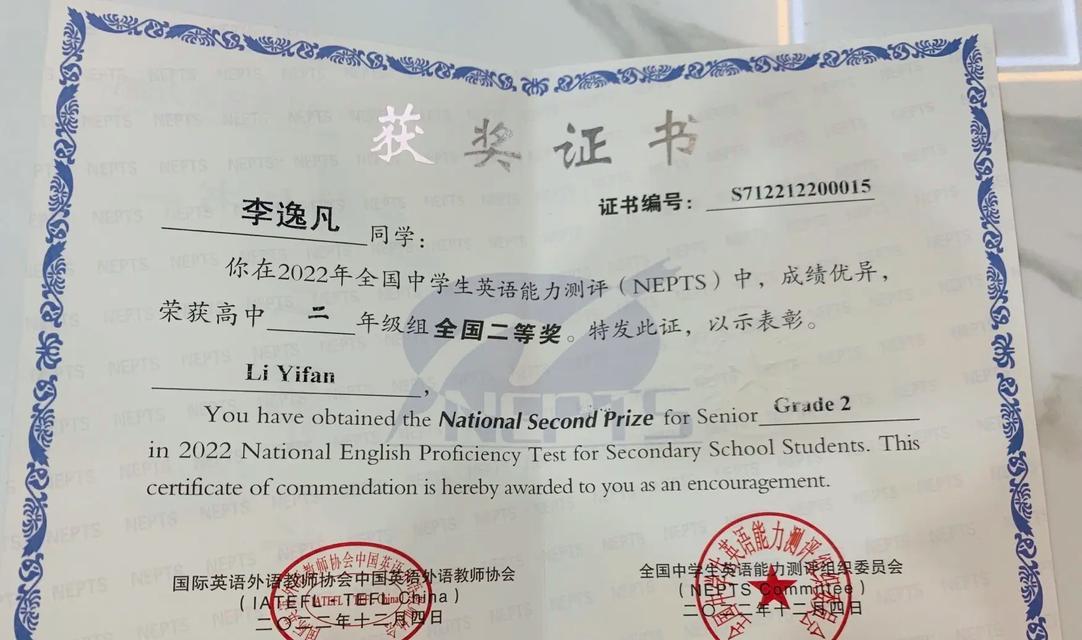 获奖证书
证书编号： S712212200015
李逸凡 同学：
你在2022年全国中学生英语能力测评（NEPTS）中，成绩优异，
荣获高中 二 年级组全国二等奖。特发此证，以示表彰。
Li Yifan ,
You have obtained the National Second Prize for Senior Grade 2
in 2022 National English Proficiency Test for Secondary School Students. This
certificate of commendation is hereby awarded to you as an encouragement.
NEPTS
国际英语外语教师协会中国英语外语教师协会
（IATEFL - TEFL China）
二〇二二年十二月四日
全国中学生英语能力测评组织委员会
（NEPTS Committee）
二〇二二年十二月四日